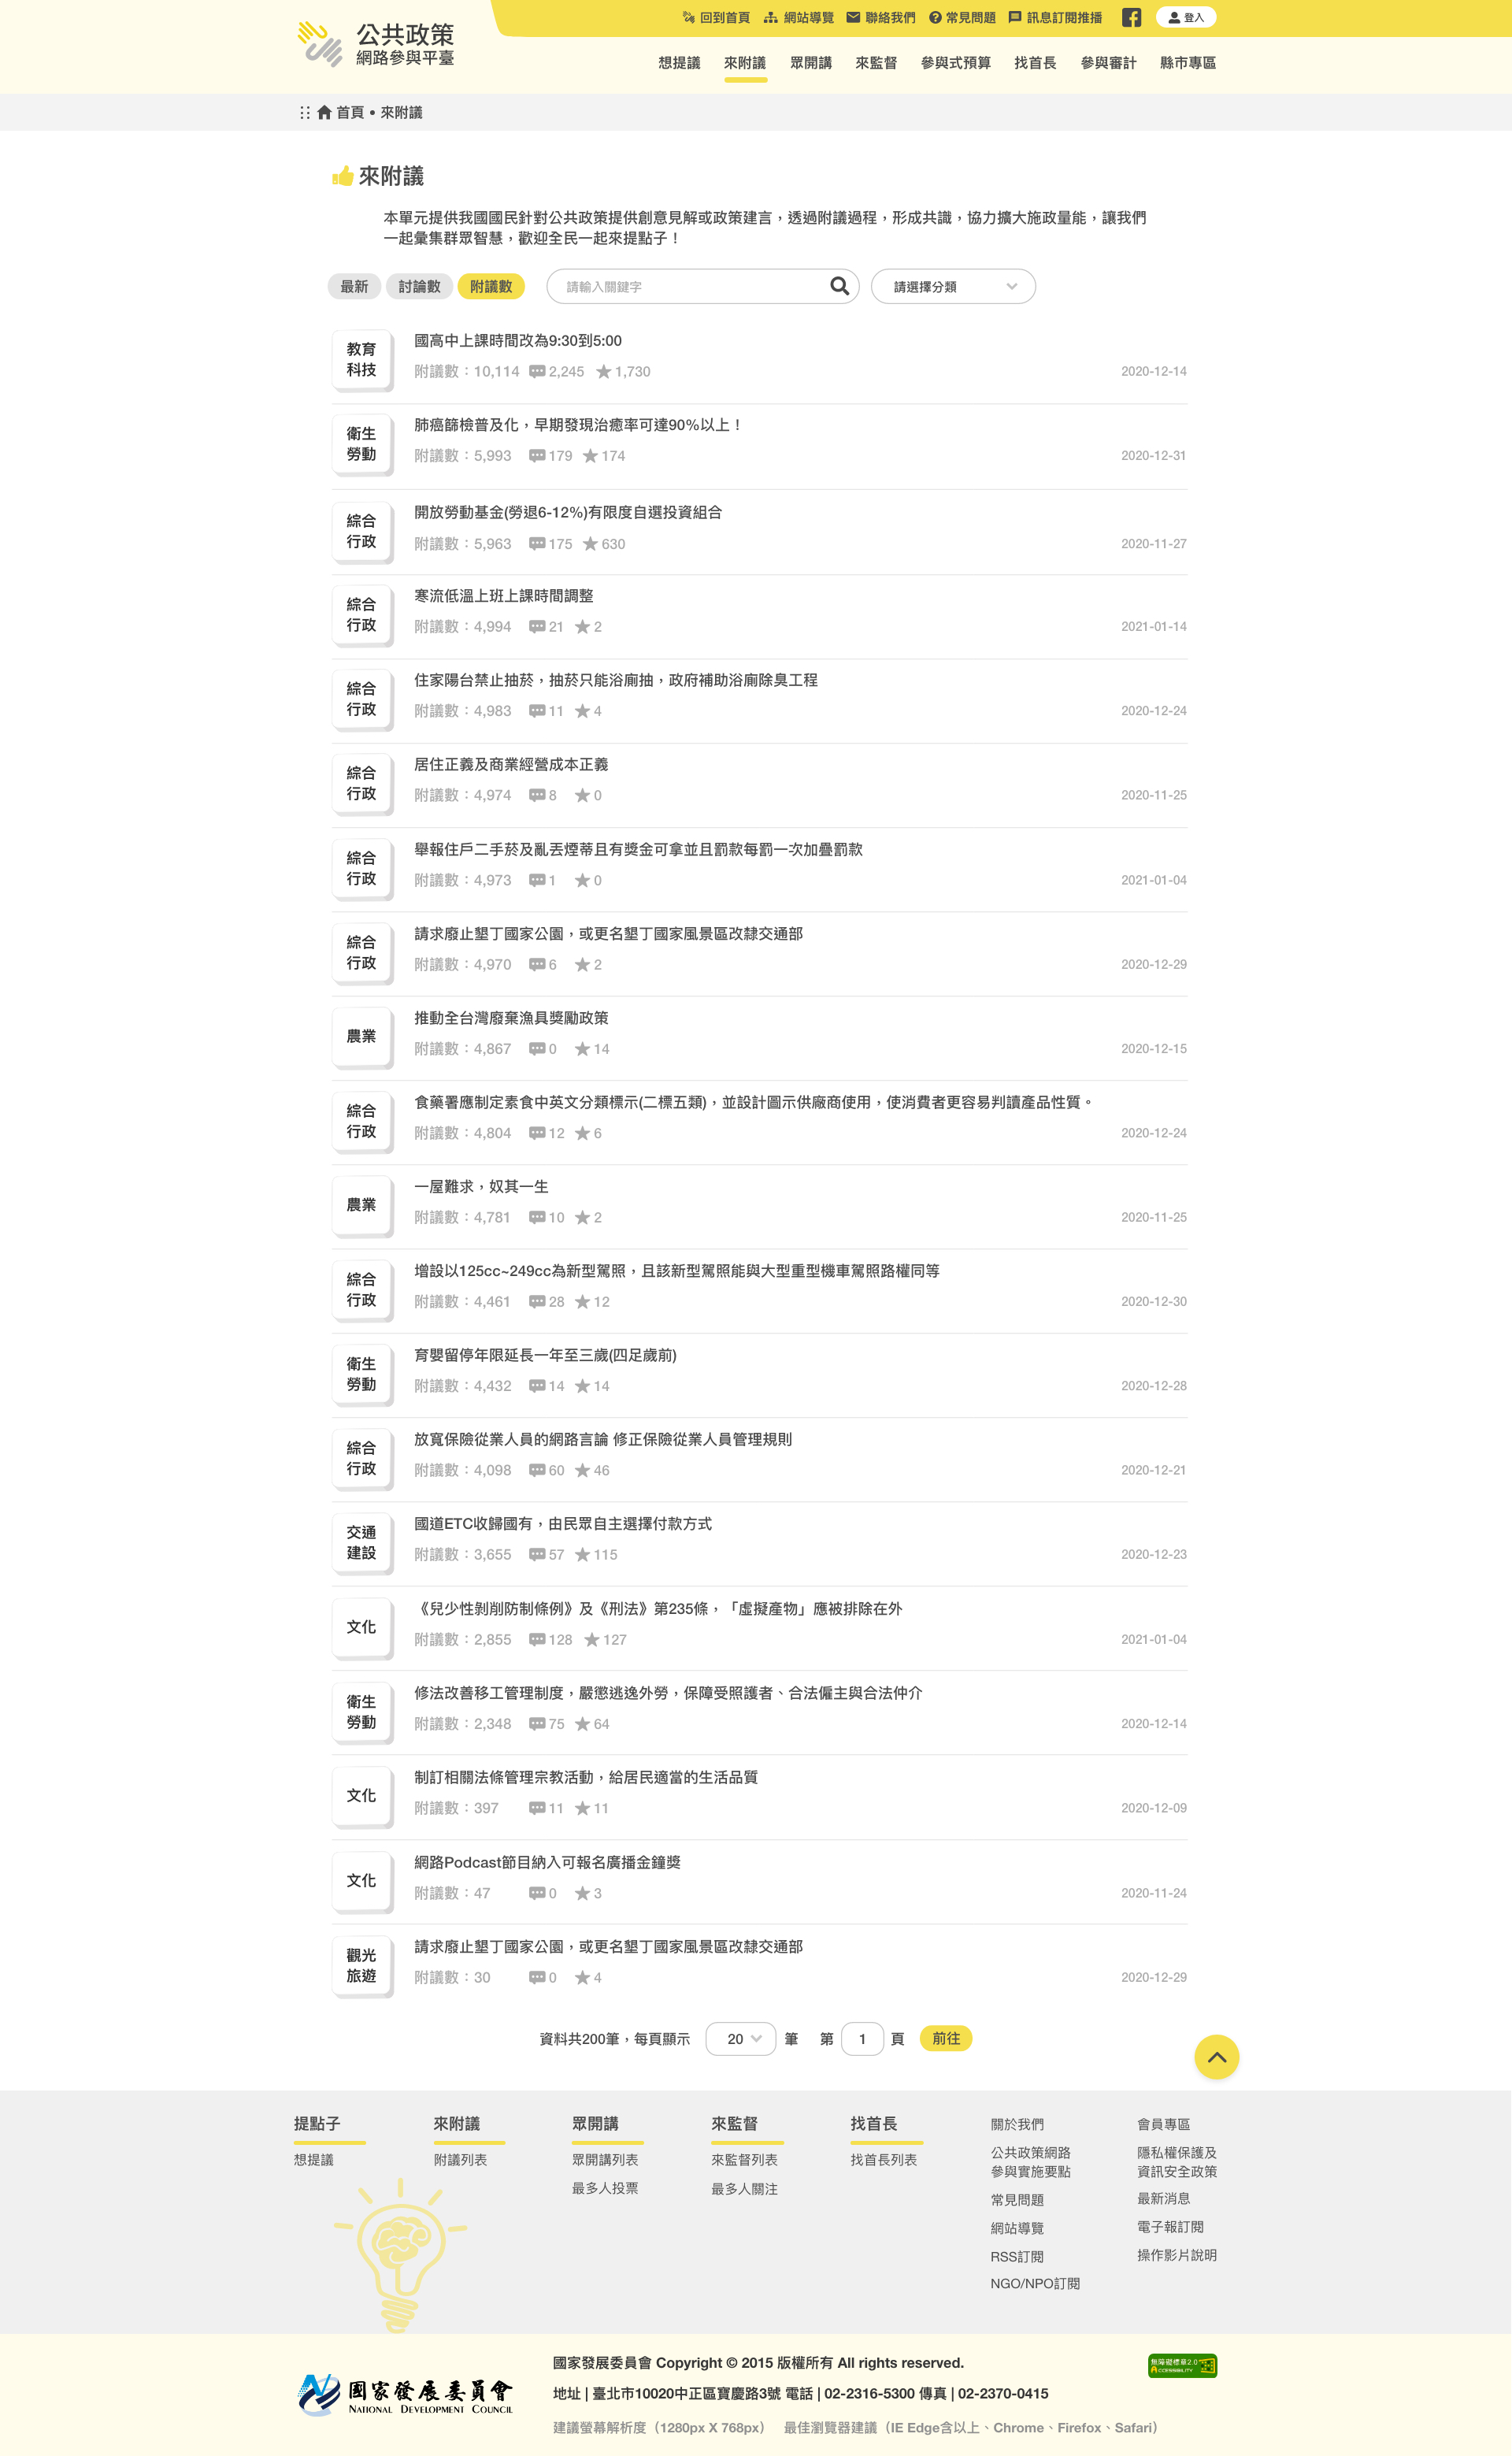 公共政策
網路參與平臺
回到首頁 網站導覽 聯絡我們 常見問題 訊息訂閱推播 登入
想提議 來附議 眾開講 來監督 參與式預算 找首長 參與審計 縣市專區
首頁 • 來附議
來附議
本單元提供我國國民針對公共政策提供創意見解或政策建言，透過附議過程，形成共識，協力擴大施政量能，讓我們
一起彙集群眾智慧，歡迎全民一起來提點子！
最新 討論數 附議數 請輸入關鍵字 請選擇分類
教育
科技
國高中上課時間改為9:30到5:00
附議數：10,114 2,245 1,730 2020-12-14
衛生
勞動
肺癌篩檢普及化，早期發現治癒率可達90%以上！
附議數：5,993 179 174 2020-12-31
綜合
行政
開放勞動基金(勞退6-12%)有限度自選投資組合
附議數：5,963 175 630 2020-11-27
綜合
行政
寒流低溫上班上課時間調整
附議數：4,994 21 2 2021-01-14
綜合
行政
住家陽台禁止抽菸，抽菸只能浴廁抽，政府補助浴廁除臭工程
附議數：4,983 11 4 2020-12-24
綜合
行政
居住正義及商業經營成本正義
附議數：4,974 8 0 2020-11-25
綜合
行政
舉報住戶二手菸及亂丟煙蒂且有獎金可拿並且罰款每罰一次加疊罰款
附議數：4,973 1 0 2021-01-04
綜合
行政
請求廢止墾丁國家公園，或更名墾丁國家風景區改隸交通部
附議數：4,970 6 2 2020-12-29
農業
推動全台灣廢棄漁具獎勵政策
附議數：4,867 0 14 2020-12-15
綜合
行政
食藥署應制定素食中英文分類標示(二標五類)，並設計圖示供廠商使用，使消費者更容易判讀產品性質。
附議數：4,804 12 6 2020-12-24
農業
一屋難求，奴其一生
附議數：4,781 10 2 2020-11-25
綜合
行政
增設以125cc~249cc為新型駕照，且該新型駕照能與大型重型機車駕照路權同等
附議數：4,461 28 12 2020-12-30
衛生
勞動
育嬰留停年限延長一年至三歲(四足歲前)
附議數：4,432 14 14 2020-12-28
綜合
行政
放寬保險從業人員的網路言論 修正保險從業人員管理規則
附議數：4,098 60 46 2020-12-21
交通
建設
國道ETC收歸國有，由民眾自主選擇付款方式
附議數：3,655 57 115 2020-12-23
文化
《兒少性剝削防制條例》及《刑法》第235條，「虛擬產物」應被排除在外
附議數：2,855 128 127 2021-01-04
衛生
勞動
修法改善移工管理制度，嚴懲逃逸外勞，保障受照護者、合法僱主與合法仲介
附議數：2,348 75 64 2020-12-14
文化
制訂相關法條管理宗教活動，給居民適當的生活品質
附議數：397 11 11 2020-12-09
文化
網路Podcast節目納入可報名廣播金鐘獎
附議數：47 0 3 2020-11-24
觀光
旅遊
請求廢止墾丁國家公園，或更名墾丁國家風景區改隸交通部
附議數：30 0 4 2020-12-29
資料共200筆，每頁顯示 20 筆 第 1 頁 前往
提點子
想提議
來附議
附議列表
眾開講
眾開講列表
最多人投票
來監督
來監督列表
最多人關注
找首長
找首長列表
關於我們
公共政策網路
參與實施要點
常見問題
網站導覽
RSS訂閱
NGO/NPO訂閱
會員專區
隱私權保護及
資訊安全政策
最新消息
電子報訂閱
操作影片說明
國家發展委員會
NATIONAL DEVELOPMENT COUNCIL
國家發展委員會 Copyright © 2015 版權所有 All rights reserved.
地址 | 臺北市10020中正區寶慶路3號 電話 | 02-2316-5300 傳真 | 02-2370-0415
建議螢幕解析度（1280px X 768px） 最佳瀏覽器建議（IE Edge含以上、Chrome、Firefox、Safari）
無障礙標章2.0
ACCESSIBILITY